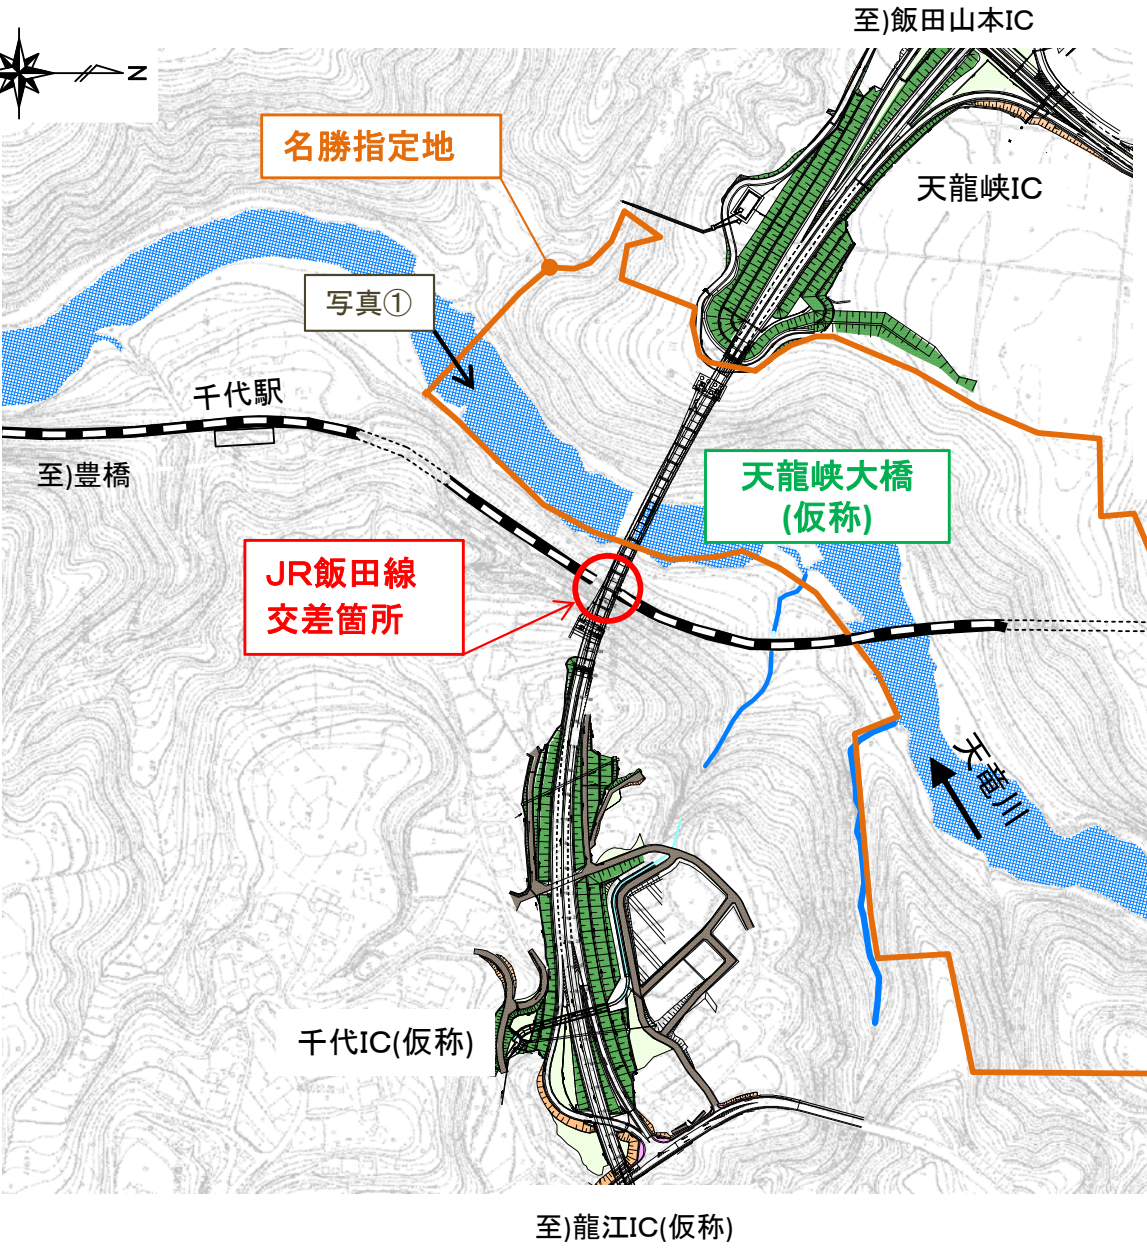 至)飯田山本IC
N
名勝指定地
天龍峡IC
写真①
千代駅
至)豊橋
天龍峡大橋
(仮称)
JR飯田線
交差箇所
天竜川
千代IC(仮称)
至)龍江IC(仮称)